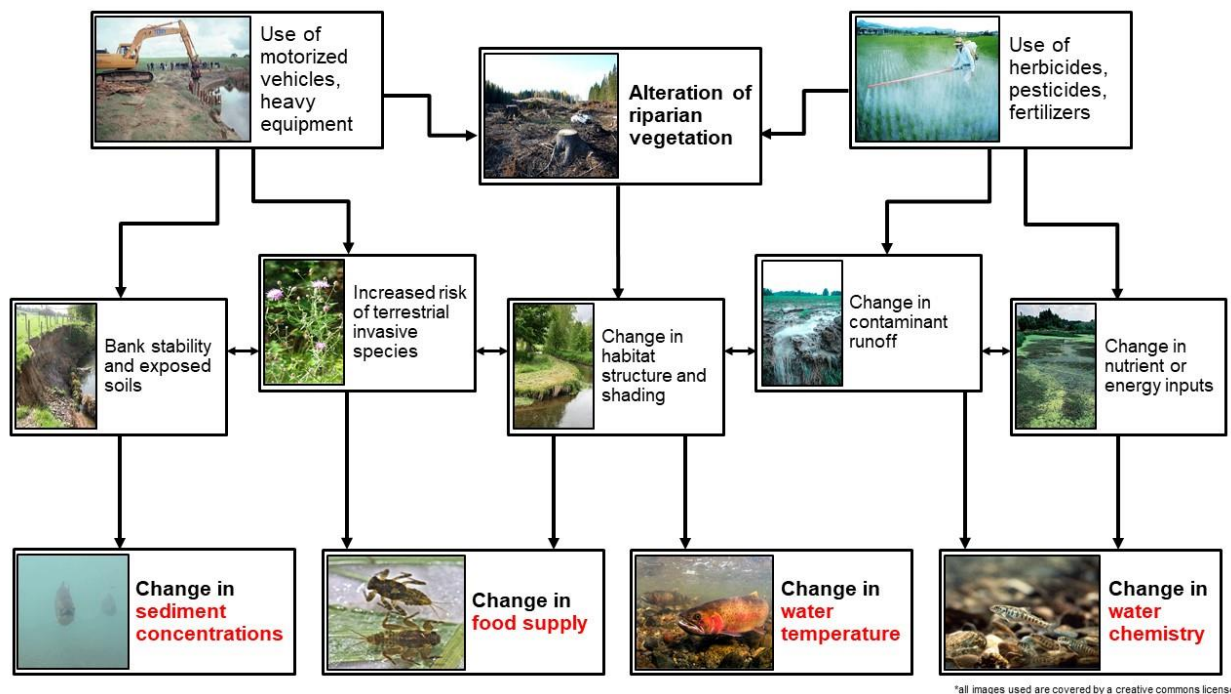 Use of
motorized
vehicles,
heavy
equipment
Alteration of
riparian
vegetation
Use of
herbicides,
pesticides,
fertilizers
Bank stability
and exposed
soils
Increased risk
of terrestrial
invasive
species
Change in
habitat
structure and
shading
Change in
contaminant
runoff
Change in
nutrient or
energy inputs
Change in
sediment
concentrations
Change in
food supply
Change in
water
temperature
Change in
water
chemistry
*all images used are covered by a creative commons license